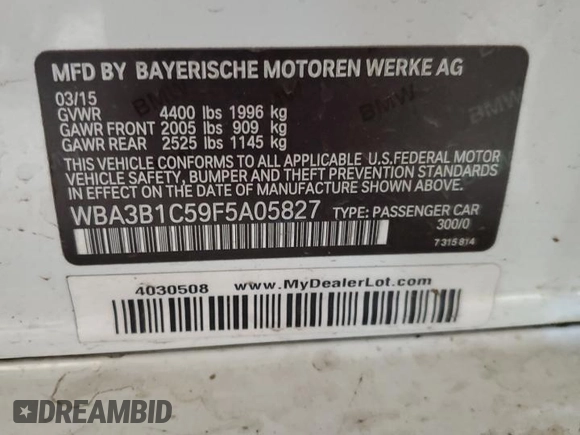 MFD BY BAYERISCHE MOTOREN WERKE AG
03/15
GVWR 4400 lbs 1996 kg
GAWR FRONT 2005 lbs 909 kg
GAWR REAR 2525 lbs 1145 kg
THIS VEHICLE CONFORMS TO ALL APPLICABLE U.S.FEDERAL MOTOR
VEHICLE SAFETY, BUMPER AND THEFT PREVENTION STANDARDS
IN EFFECT ON THE DATE OF MANUFACTURE SHOWN ABOVE.
WBA3B1C59F5A05827 TYPE: PASSENGER CAR
300/0
7315814
4030508 www.MyDealerLot.com
DREAMBID